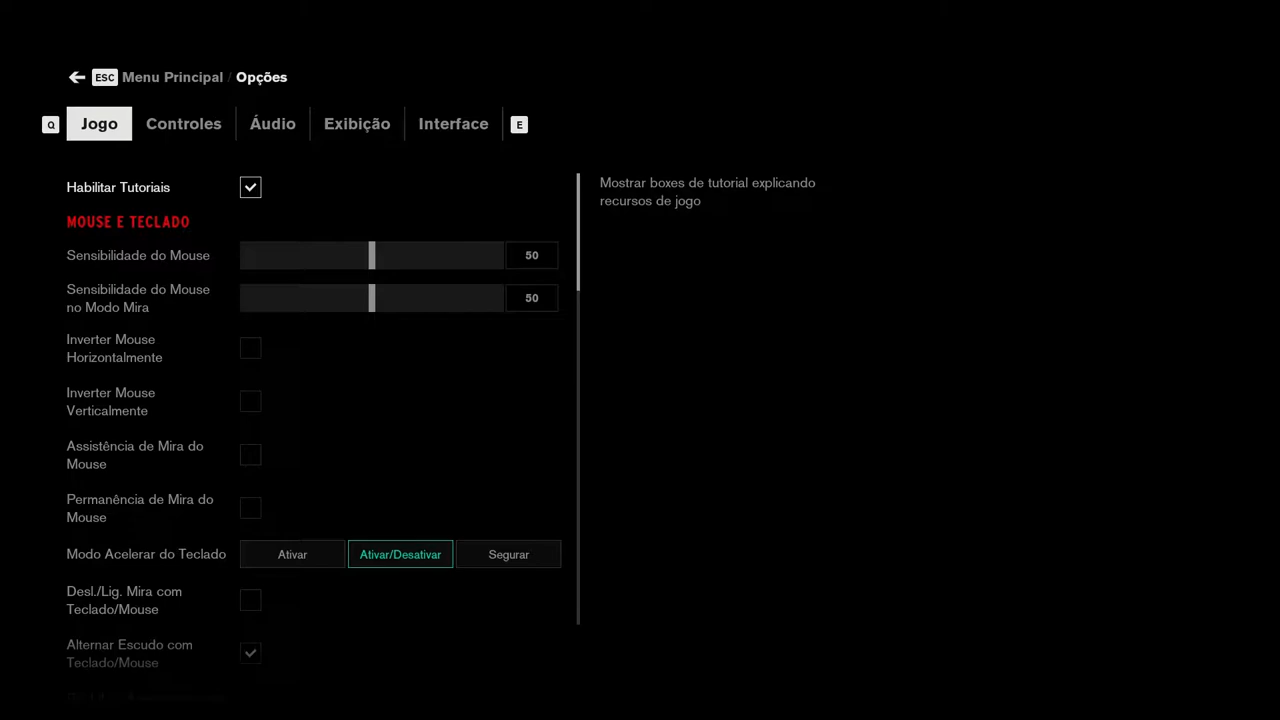 ESC Menu Principal / Opções
Q Jogo Controles Áudio Exibição Interface E
Habilitar Tutoriais
Mostrar boxes de tutorial explicando
recursos de jogo
MOUSE E TECLADO
Sensibilidade do Mouse 50
Sensibilidade do Mouse
no Modo Mira 50
Inverter Mouse
Horizontalmente
Inverter Mouse
Verticalmente
Assistência de Mira do
Mouse
Permanência de Mira do
Mouse
Modo Acelerar do Teclado Ativar Ativar/Desativar Segurar
Desl./Lig. Mira com
Teclado/Mouse
Alternar Escudo com
Teclado/Mouse